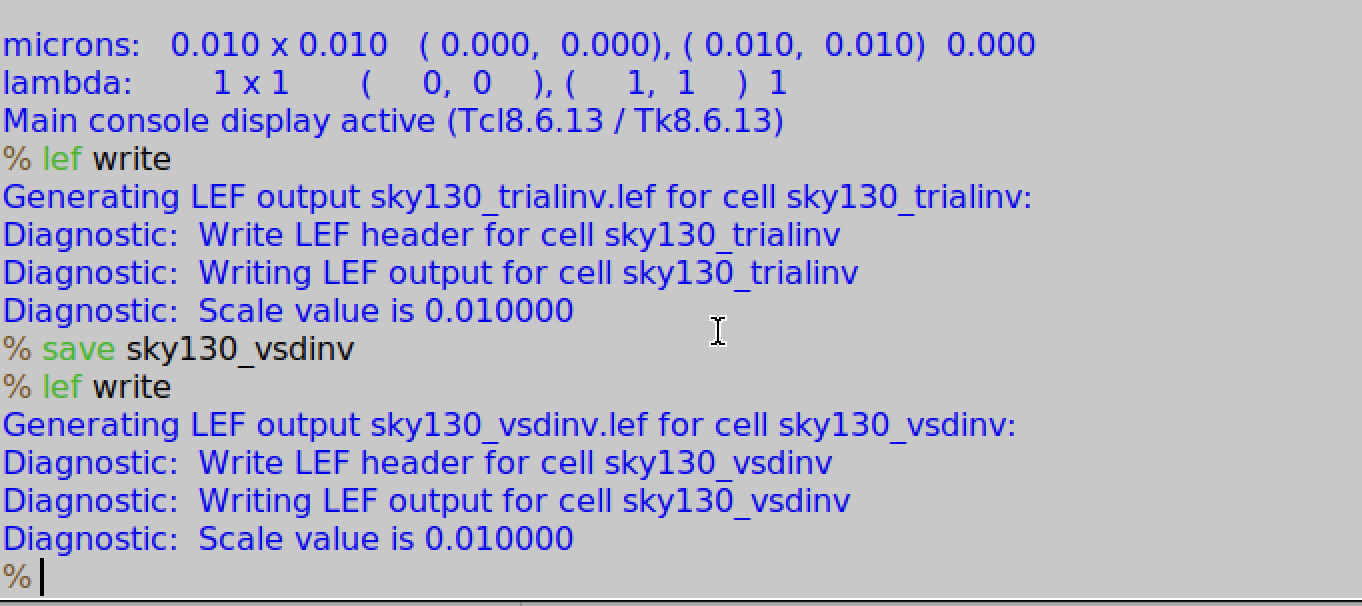 microns:   0.010 x 0.010   ( 0.000,  0.000), ( 0.010,  0.010)  0.000
lambda:        1 x 1       (     0,  0    ), (     1,  1    )  1
Main console display active (Tcl8.6.13 / Tk8.6.13)
% lef write
Generating LEF output sky130_trialinv.lef for cell sky130_trialinv:
Diagnostic:  Write LEF header for cell sky130_trialinv
Diagnostic:  Writing LEF output for cell sky130_trialinv
Diagnostic:  Scale value is 0.010000
% save sky130_vsdinv
% lef write
Generating LEF output sky130_vsdinv.lef for cell sky130_vsdinv:
Diagnostic:  Write LEF header for cell sky130_vsdinv
Diagnostic:  Writing LEF output for cell sky130_vsdinv
Diagnostic:  Scale value is 0.010000
%